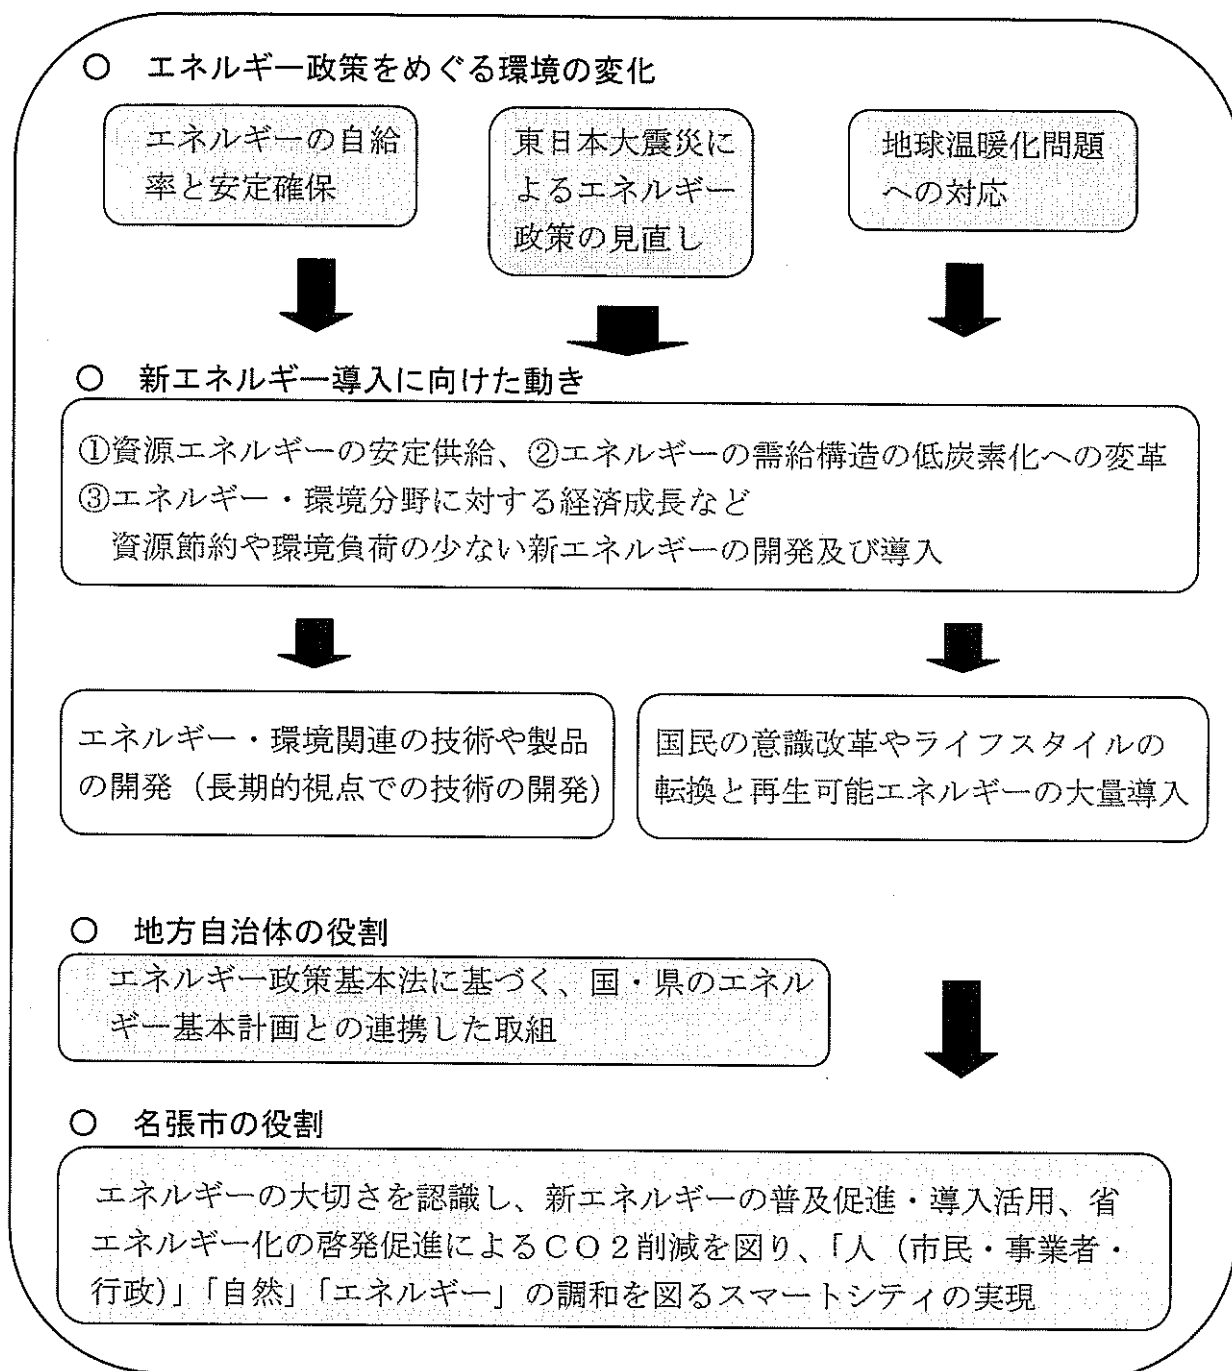 ○ エネルギー政策をめぐる環境の変化
エネルギーの自給
率と安定確保
東日本大震災に
よるエネルギー
政策の見直し
地球温暖化問題
への対応
○ 新エネルギー導入に向けた動き
①資源エネルギーの安定供給、②エネルギーの需給構造の低炭素化への変革
③エネルギー・環境分野に対する経済成長など
資源節約や環境負荷の少ない新エネルギーの開発及び導入
エネルギー・環境関連の技術や製品
の開発（長期的視点での技術の開発）
国民の意識改革やライフスタイルの
転換と再生可能エネルギーの大量導入
○ 地方自治体の役割
エネルギー政策基本法に基づく、国・県のエネル
ギー基本計画との連携した取組
○ 名張市の役割
エネルギーの大切さを認識し、新エネルギーの普及促進・導入活用、省
エネルギー化の啓発促進によるＣＯ２削減を図り、「人（市民・事業者・
行政）」「自然」「エネルギー」の調和を図るスマートシティの実現